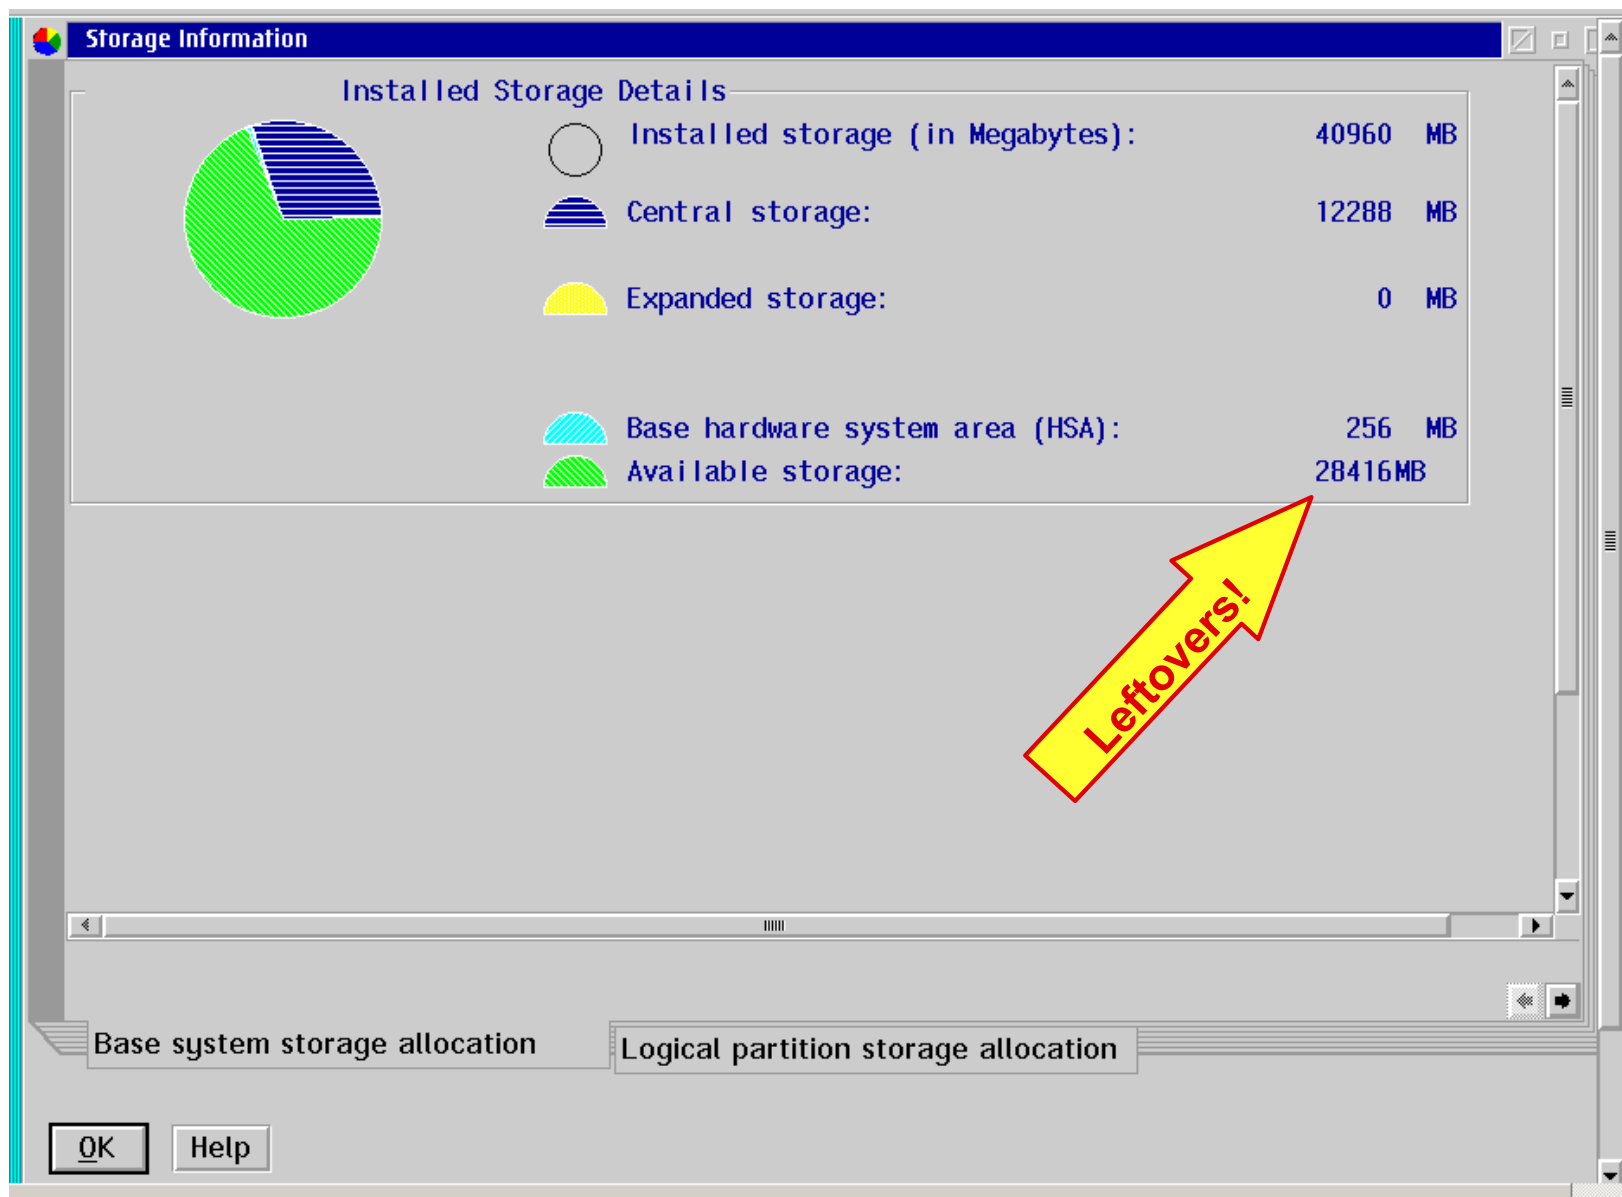 Storage Information
Installed Storage Details
Installed storage (in Megabytes): 40960 MB
Central storage: 12288 MB
Expanded storage: 0 MB
Base hardware system area (HSA): 256 MB
Available storage: 28416MB
Leftovers!
Base system storage allocation
Logical partition storage allocation
OK
Help